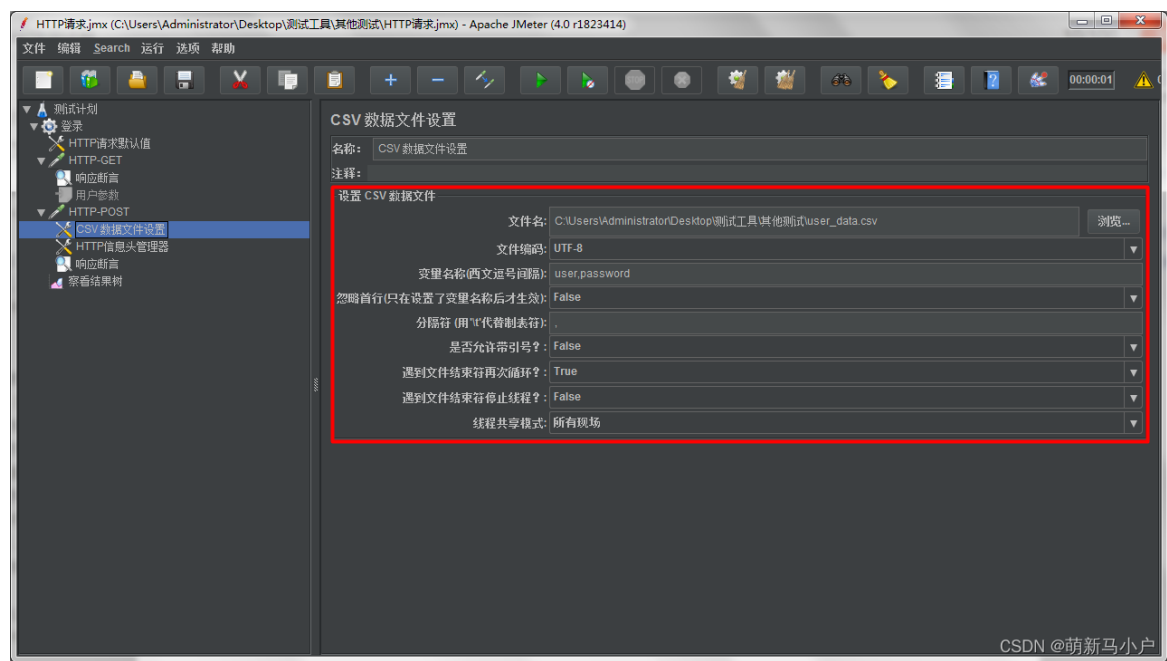 HTTP请求.jmx (C:\Users\Administrator\Desktop\测试工具\其他测试\HTTP请求.jmx) - Apache JMeter (4.0 r1823414)
文件 编辑 Search 运行 选项 帮助
00:00:01
测试计划
登录
HTTP请求默认值
HTTP-GET
响应断言
用户参数
HTTP-POST
CSV 数据文件设置
HTTP信息头管理器
响应断言
察看结果树
CSV 数据文件设置
名称: CSV 数据文件设置
注释:
设置 CSV 数据文件
文件名: C:\Users\Administrator\Desktop\测试工具\其他测试\user_data.csv 浏览...
文件编码: UTF-8
变量名称(西文逗号间隔): user,password
忽略首行(只在设置了变量名称后才生效): False
分隔符 (用'\t'代替制表符): ,
是否允许带引号? : False
遇到文件结束符再次循环? : True
遇到文件结束符停止线程? : False
线程共享模式: 所有现场
CSDN @萌新马小户